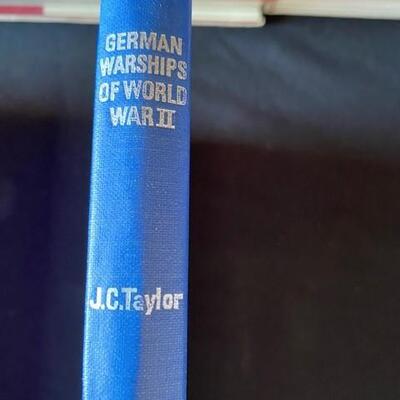 GERMAN
WARSHIPS
OF WORLD
WAR II
J.C.Taylor